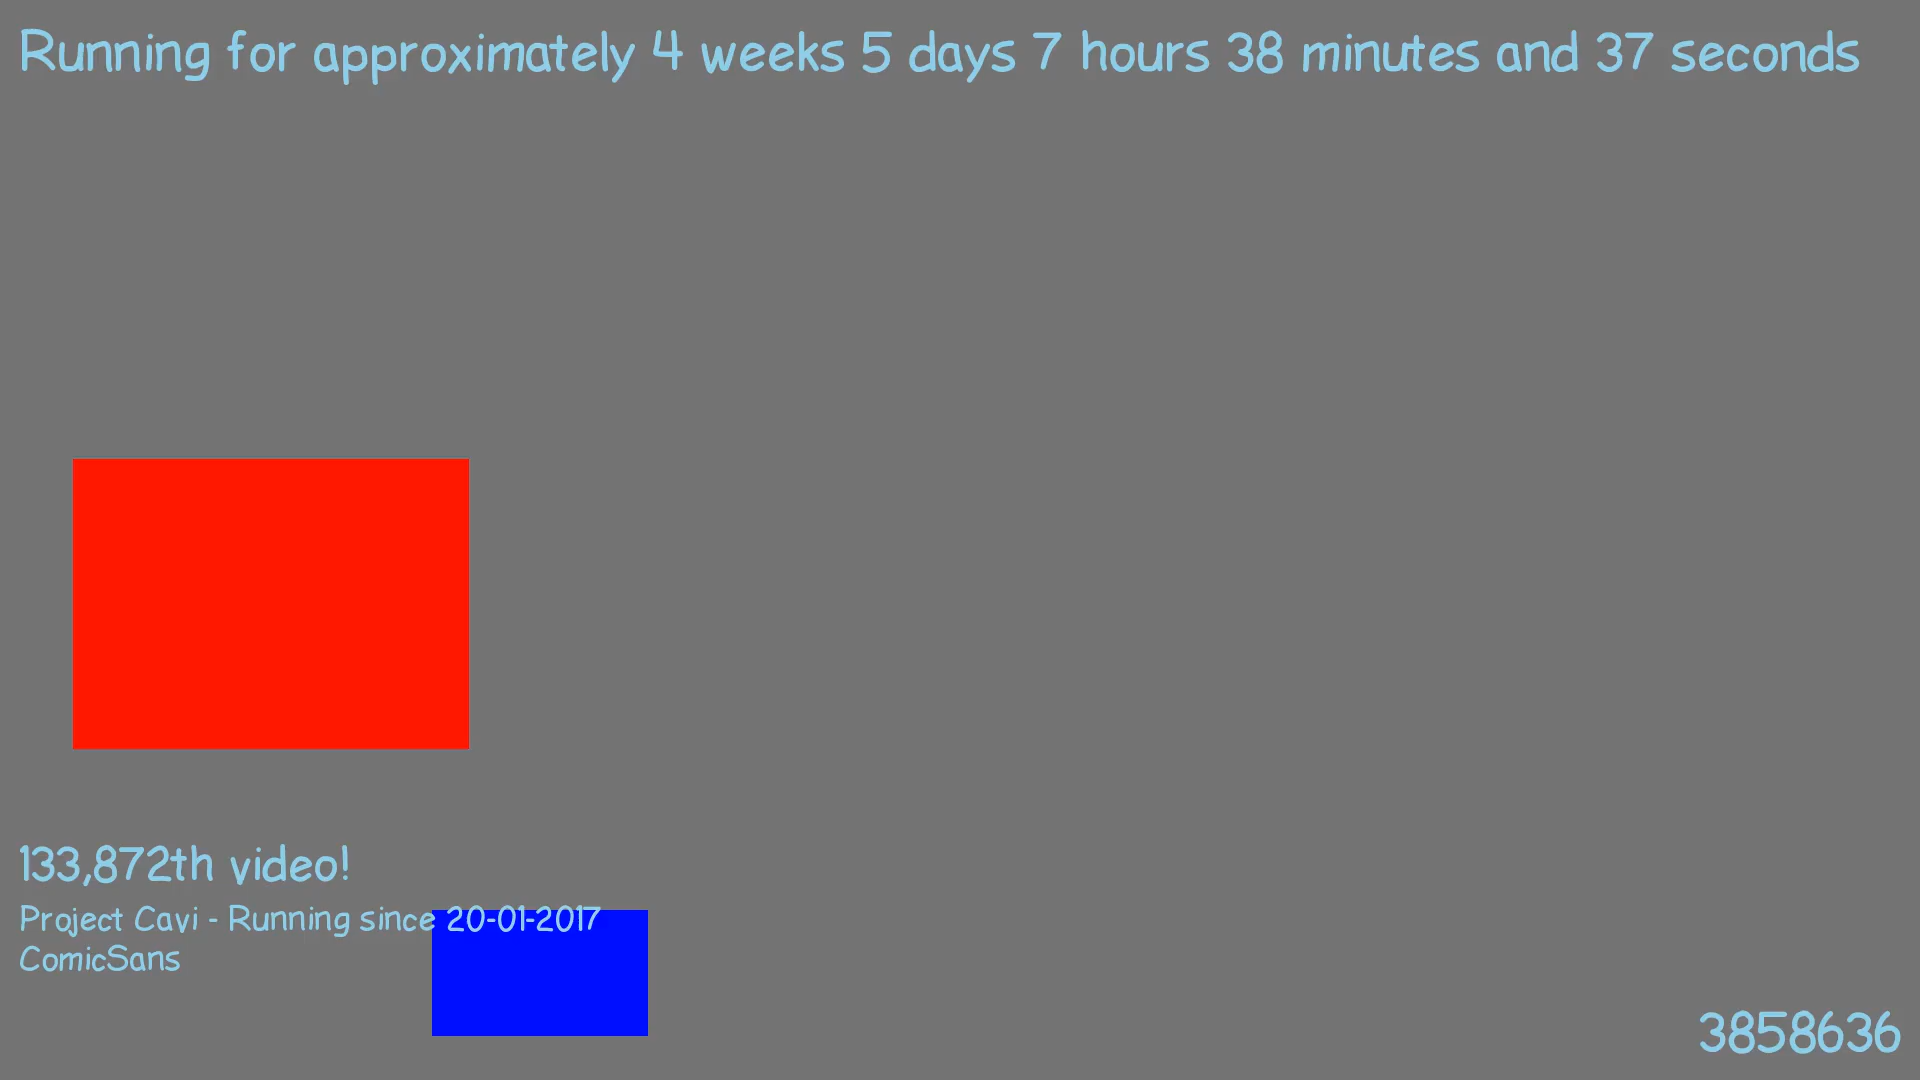 Running for approximately 4 weeks 5 days 7 hours 38 minutes and 37 seconds
133,872th video!
Project Cavi - Running since 20-01-2017
ComicSans
3858636